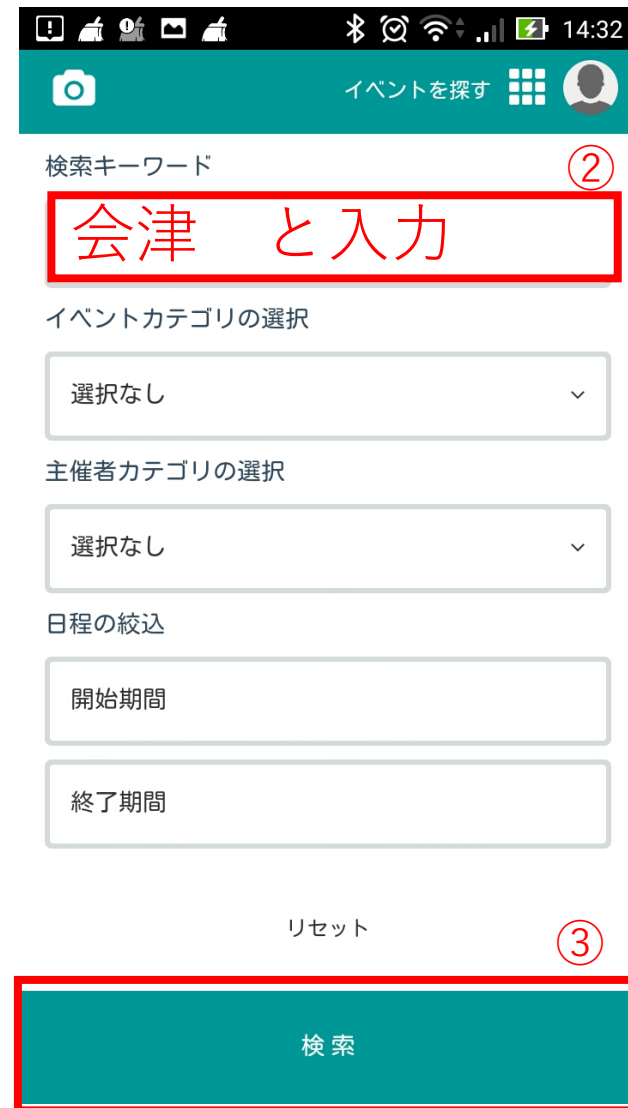 14:32
イベントを探す
検索キーワード
②
会津　と入力
イベントカテゴリの選択
選択なし
主催者カテゴリの選択
選択なし
日程の絞込
開始期間
終了期間
リセット
③
検索